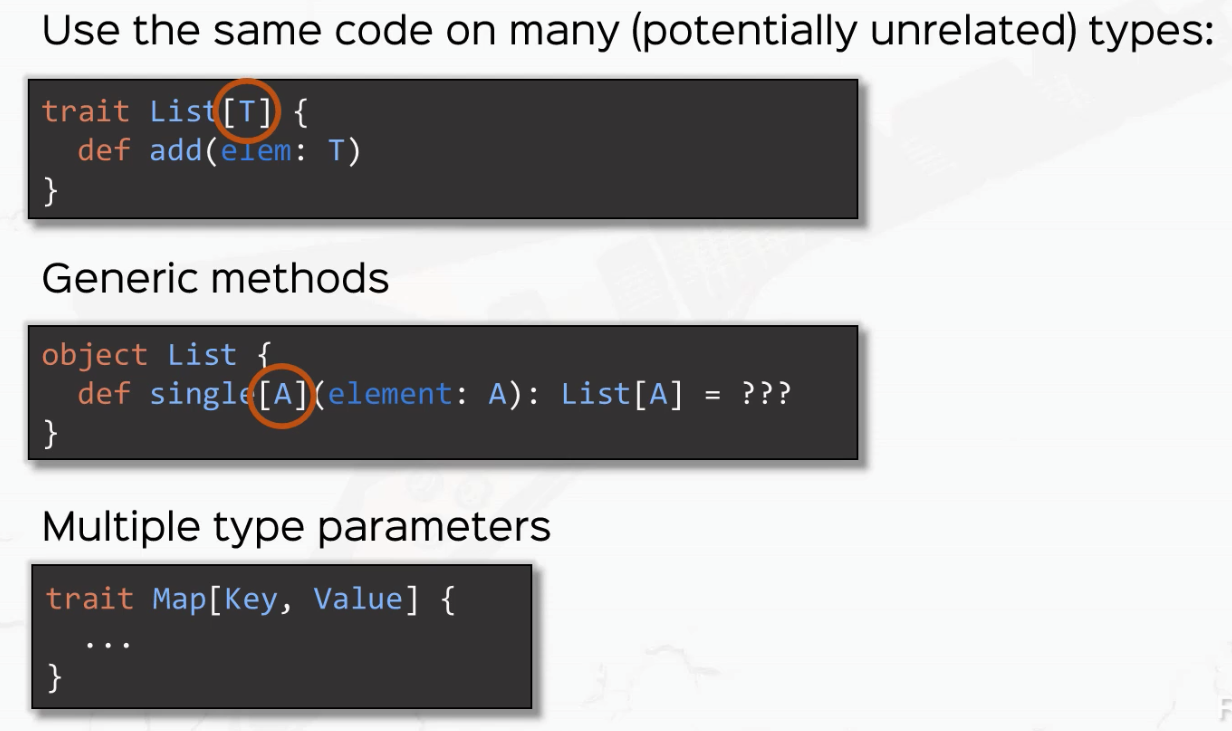 Use the same code on many (potentially unrelated) types:
trait List[T] {
  def add(elem: T)
}
Generic methods
object List {
  def single[A](element: A): List[A] = ???
}
Multiple type parameters
trait Map[Key, Value] {
  ...
}